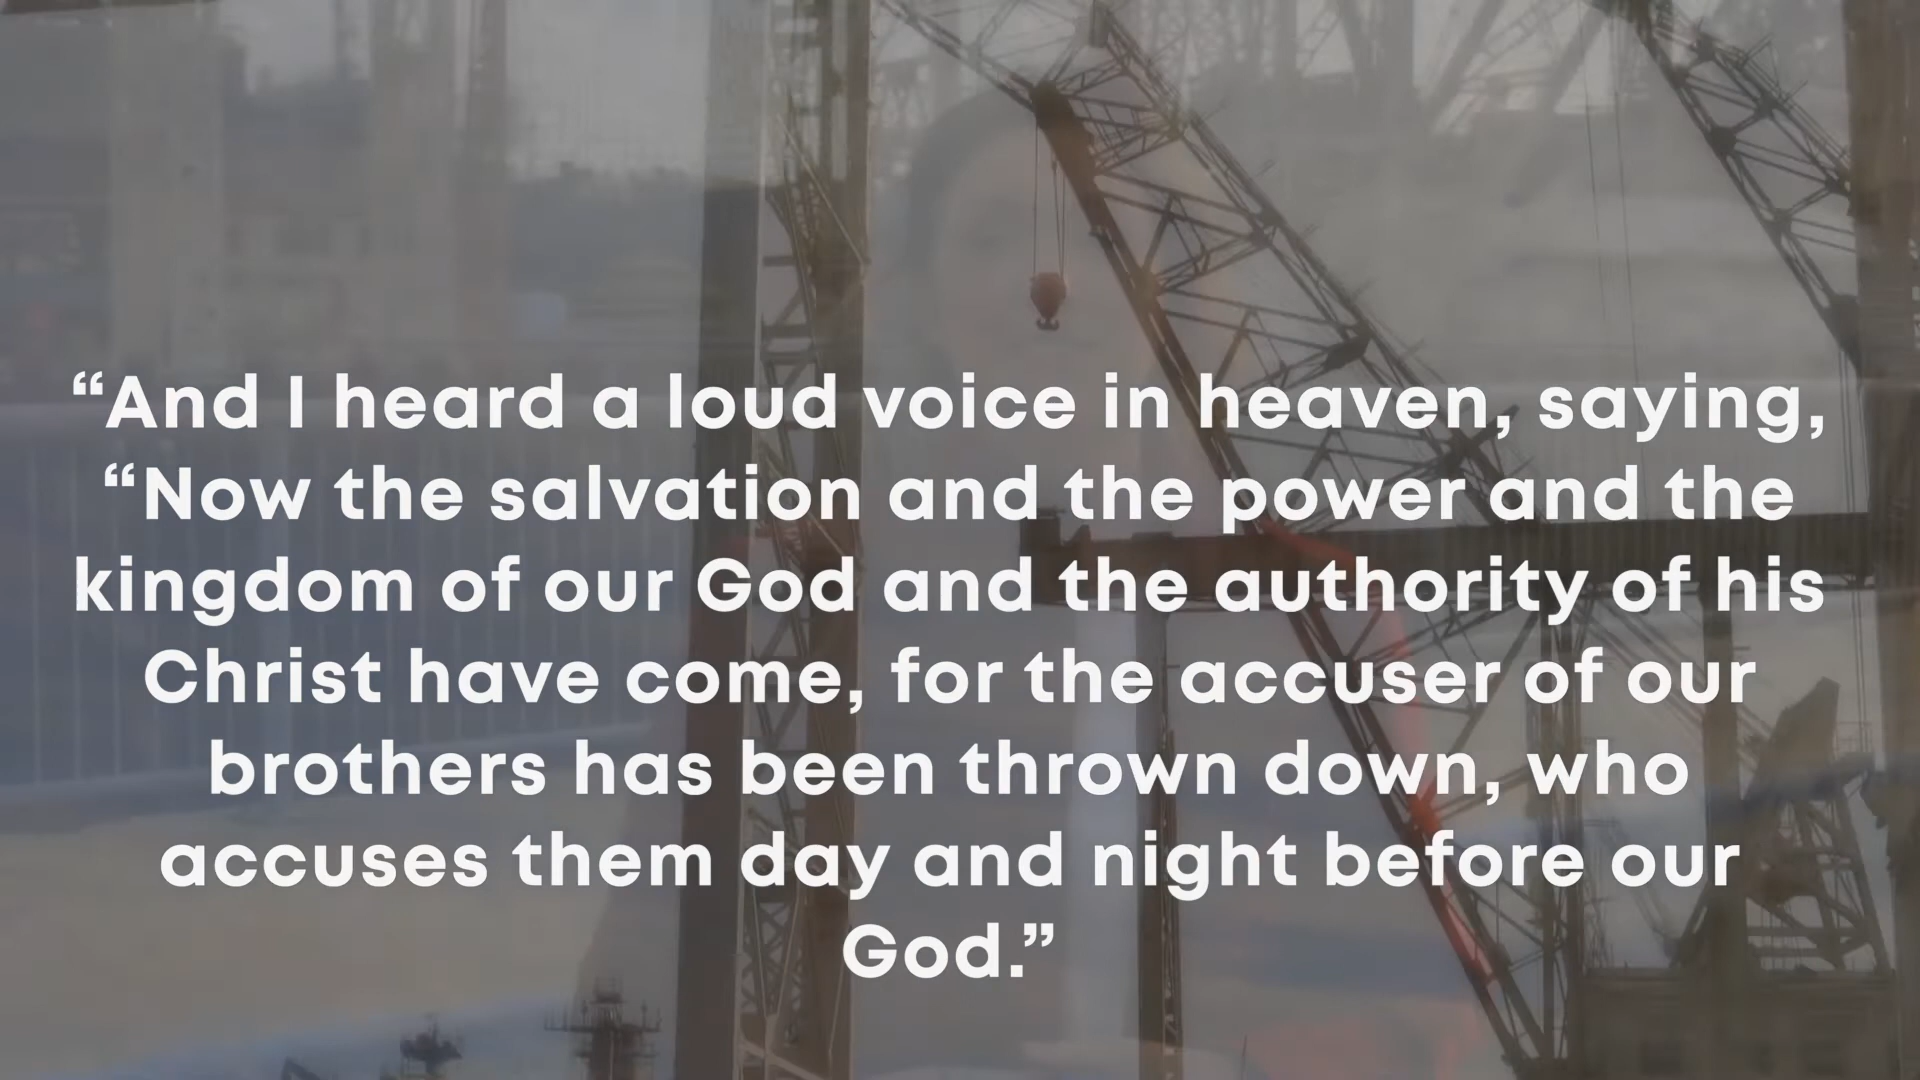 “And I heard a loud voice in heaven, saying,
“Now the salvation and the power and the
kingdom of our God and the authority of his
Christ have come, for the accuser of our
brothers has been thrown down, who
accuses them day and night before our
God.”